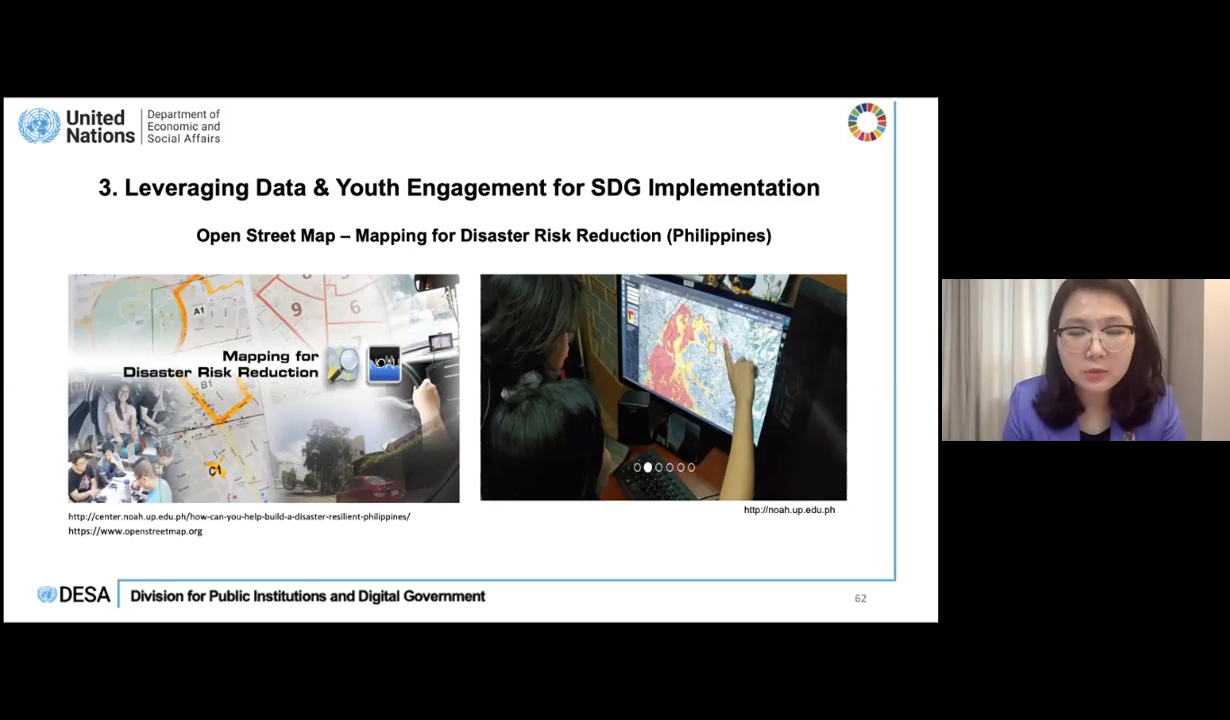 United
Nations
Department of
Economic and
Social Affairs
3. Leveraging Data & Youth Engagement for SDG Implementation
Open Street Map – Mapping for Disaster Risk Reduction (Philippines)
A1
9
6
Mapping for
Disaster Risk Reduction
NOAH
B1
C1
http://center.noah.up.edu.ph/how-can-you-help-build-a-disaster-resilient-philippines/
https://www.openstreetmap.org
http://noah.up.edu.ph
DESA
Division for Public Institutions and Digital Government
62